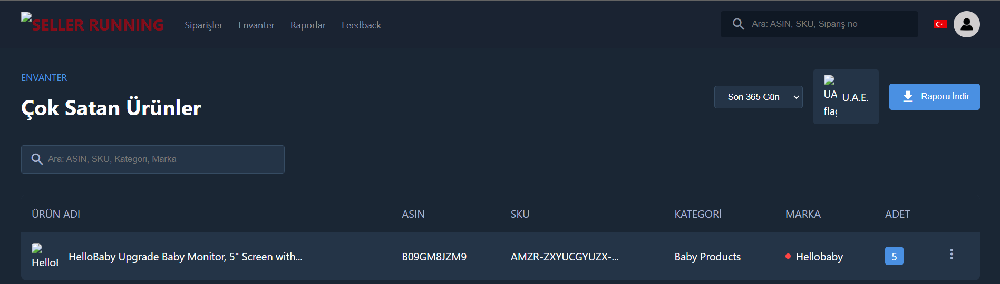 SELLER RUNNING
Siparişler Envanter Raporlar Feedback
Ara: ASIN, SKU, Sipariş no
ENVANTER
Çok Satan Ürünler
Son 365 Gün
UA
flag
U.A.E.
Raporu İndir
Ara: ASIN, SKU, Kategori, Marka
ÜRÜN ADI ASIN SKU KATEGORİ MARKA ADET
Hellol HelloBaby Upgrade Baby Monitor, 5" Screen with... B09GM8JZM9 AMZR-ZXYUCGYUZX-... Baby Products Hellobaby 5